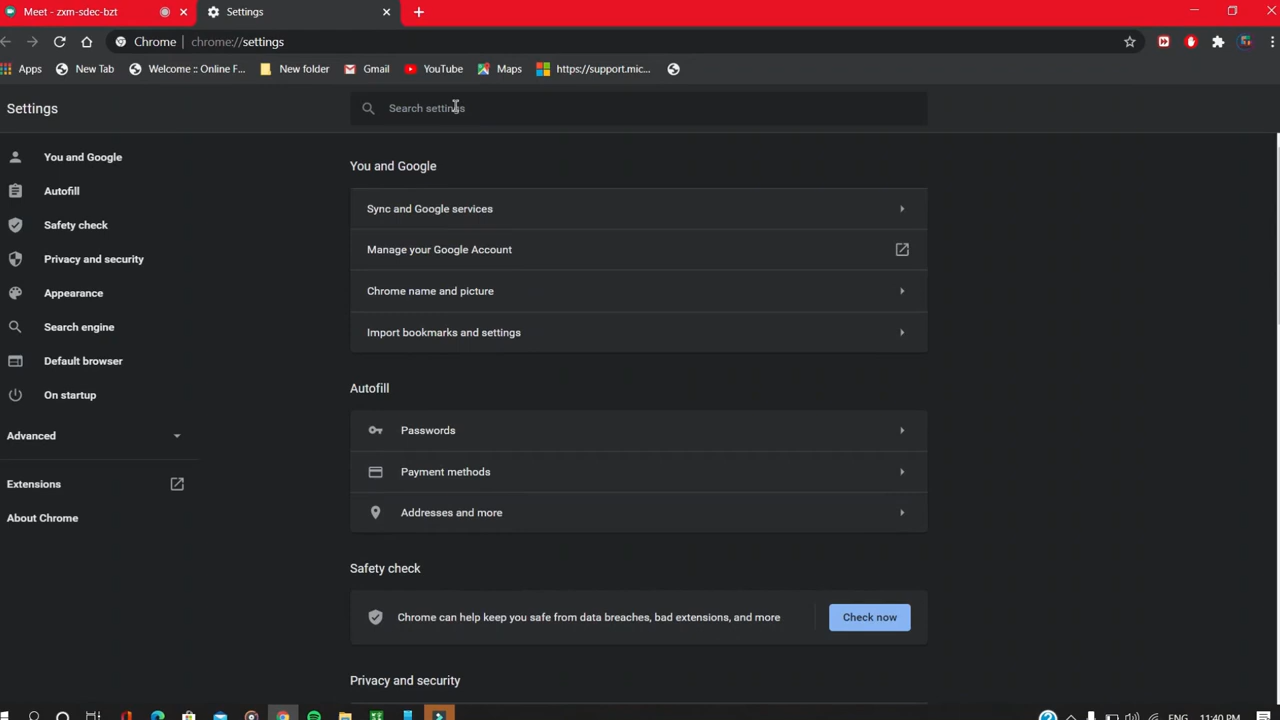 Meet - zxm-sdec-bzt
Settings
Chrome chrome://settings
Apps New Tab Welcome :: Online F... New folder Gmail YouTube Maps https://support.mic...
Settings
Search settings
You and Google
Autofill
Safety check
Privacy and security
Appearance
Search engine
Default browser
On startup
Advanced
Extensions
About Chrome
You and Google
Sync and Google services
Manage your Google Account
Chrome name and picture
Import bookmarks and settings
Autofill
Passwords
Payment methods
Addresses and more
Safety check
Chrome can help keep you safe from data breaches, bad extensions, and more
Check now
Privacy and security
ENG 11:40 PM